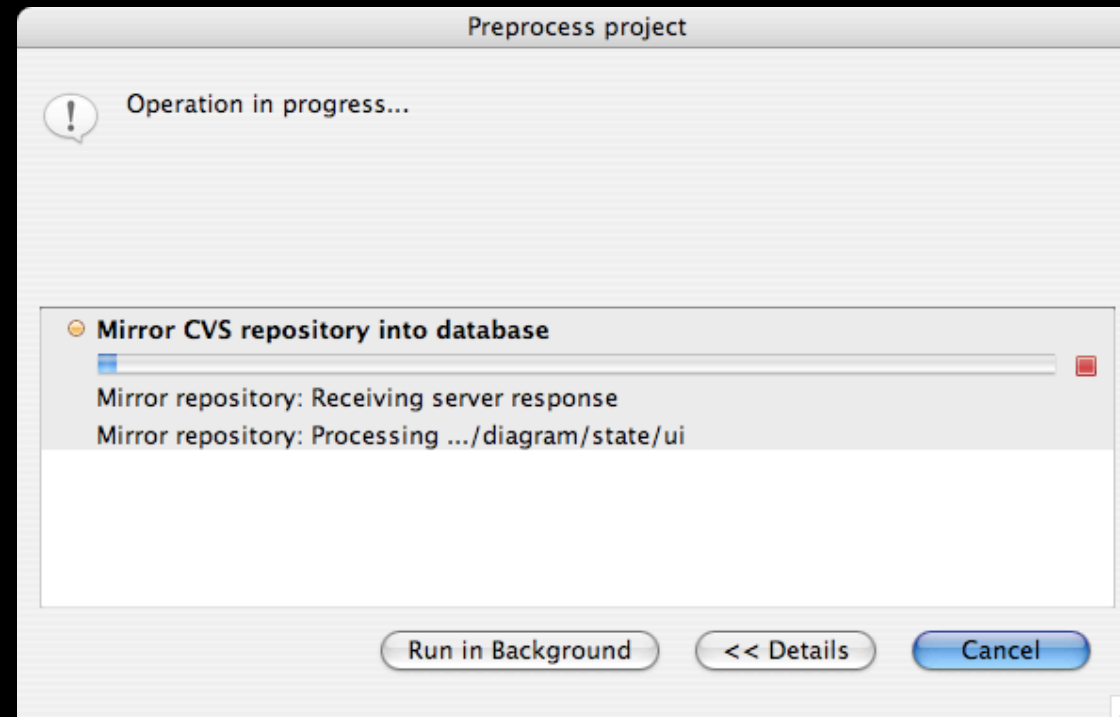 Preprocess project
Operation in progress...
Mirror CVS repository into database
Mirror repository: Receiving server response
Mirror repository: Processing .../diagram/state/ui
Run in Background
<< Details
Cancel